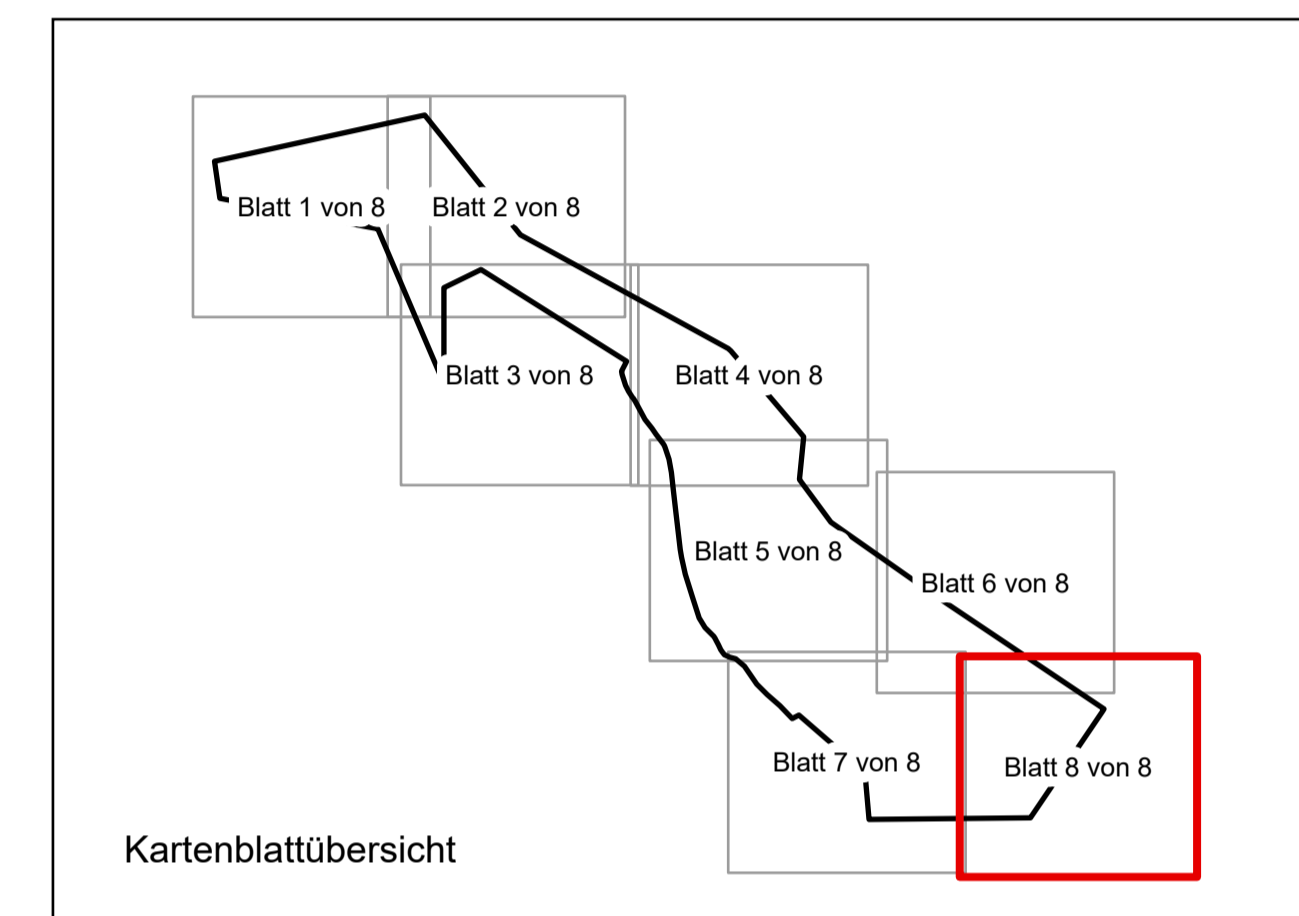 Blatt 1 von 8
Blatt 2 von 8
Blatt 3 von 8
Blatt 4 von 8
Blatt 5 von 8
Blatt 6 von 8
Blatt 7 von 8
Blatt 8 von 8
Kartenblattübersicht